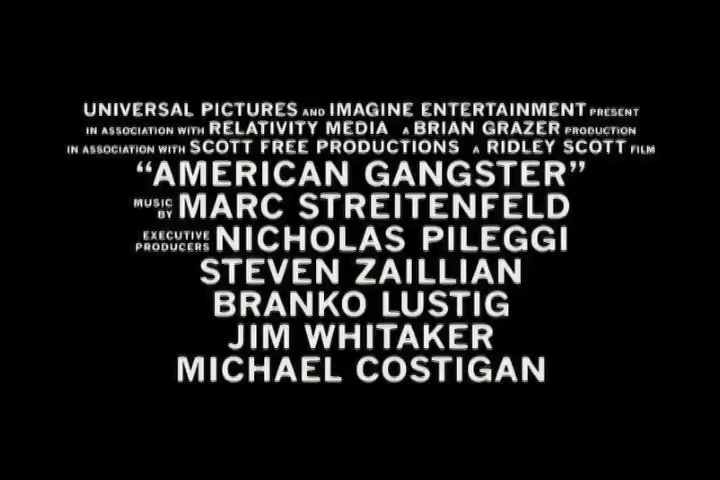 UNIVERSAL PICTURES AND IMAGINE ENTERTAINMENT PRESENT
IN ASSOCIATION WITH RELATIVITY MEDIA A BRIAN GRAZER PRODUCTION
IN ASSOCIATION WITH SCOTT FREE PRODUCTIONS A RIDLEY SCOTT FILM
“AMERICAN GANGSTER”
MUSIC BY MARC STREITENFELD
EXECUTIVE PRODUCERS NICHOLAS PILEGGI
STEVEN ZAILLIAN
BRANKO LUSTIG
JIM WHITAKER
MICHAEL COSTIGAN